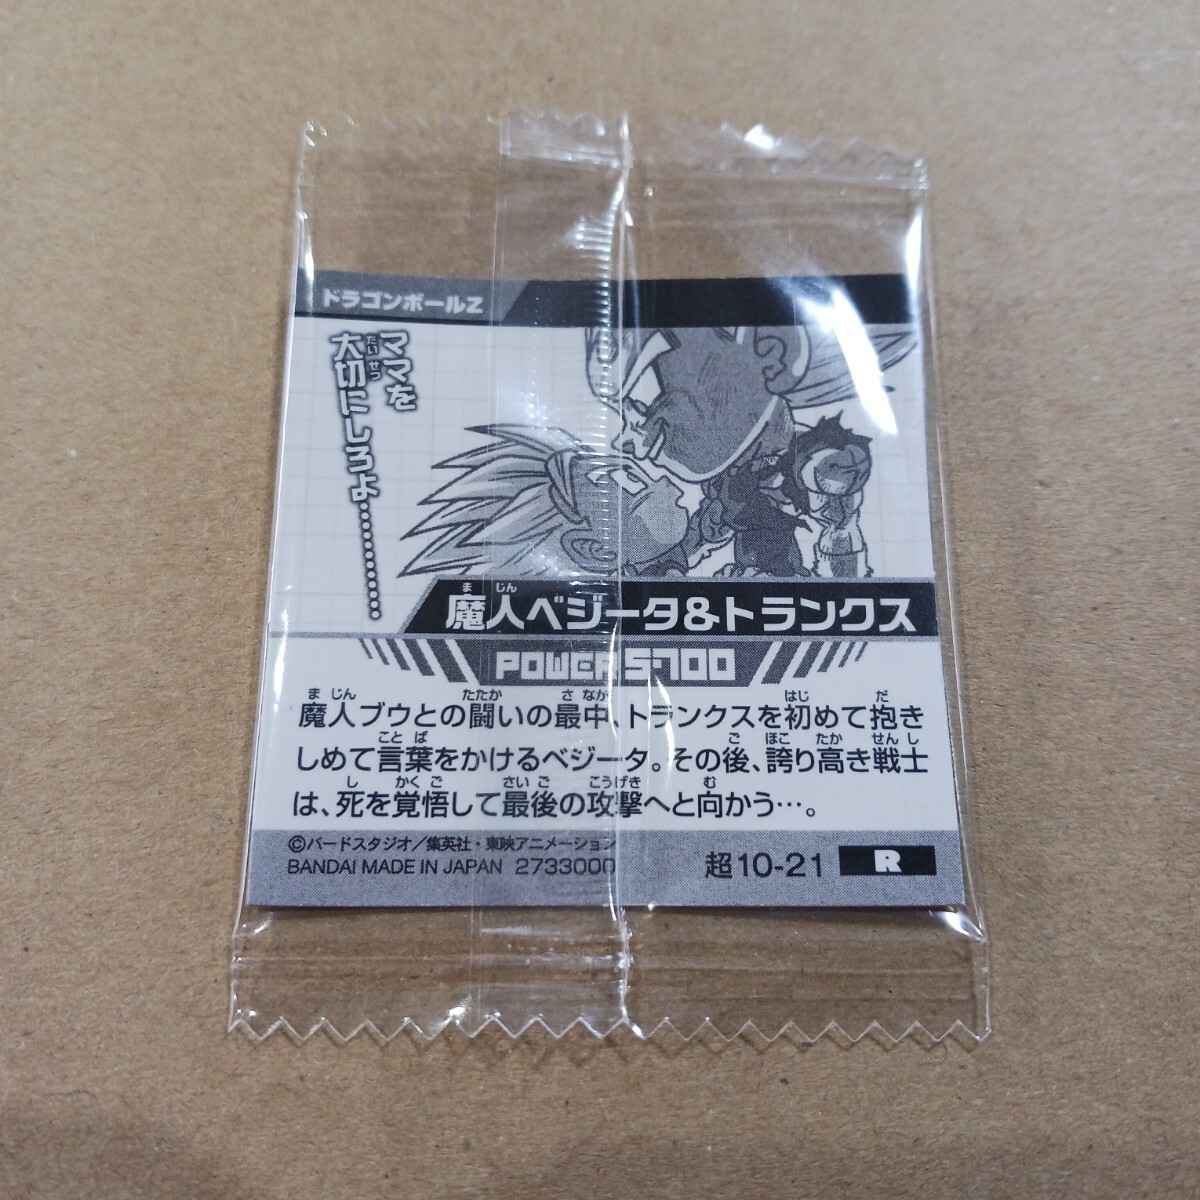 ドラゴンボールZ
ママを
大切にしろよ…………
たいせつ
まじん
魔人ベジータ&トランクス
POWER 5700
まじん たたか さなか はじ だ
魔人ブウとの闘いの最中、トランクスを初めて抱き
ことば ご ほこ たか せんし
しめて言葉をかけるベジータ。その後、誇り高き戦士
し かくご さいご こうげき む
は、死を覚悟して最後の攻撃へと向かう…。
©バードスタジオ/集英社・東映アニメーション
BANDAI MADE IN JAPAN 2733000
超10-21 R